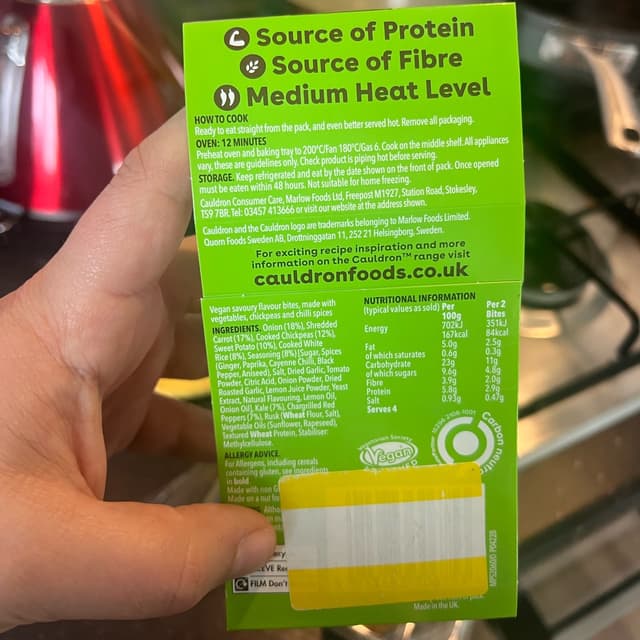 Source of Protein
Source of Fibre
Medium Heat Level
HOW TO COOK
Ready to eat straight from the pack, and even better served hot. Remove all packaging.
OVEN: 12 MINUTES
Preheat oven and baking tray to 200°C/Fan 180°C/Gas 6. Cook on the middle shelf. All appliances
vary, these are guidelines only. Check product is piping hot before serving.
STORAGE. Keep refrigerated and eat by the date shown on the front of pack. Once opened
must be eaten within 48 hours. Not suitable for home freezing.
Cauldron Consumer Care, Marlow Foods Ltd, Freepost M1927, Station Road, Stokesley,
TS9 7BR. Tel: 03457 413666 or visit our website at the address shown.
Cauldron and the Cauldron logo are trademarks belonging to Marlow Foods Limited.
Quorn Foods Sweden AB, Drottninggatan 11, 252 21 Helsingborg, Sweden.
For exciting recipe inspiration and more
information on the Cauldron™ range visit
cauldronfoods.co.uk
Vegan savoury flavour bites, made with
vegetables, chickpeas and chilli spices
INGREDIENTS: Onion (18%), Shredded
Carrot (17%), Cooked Chickpeas (12%),
Sweet Potato (10%), Cooked White
Rice (8%), Seasoning (8%) (Sugar, Spices
(Ginger, Paprika, Cayenne Chilli, Black
Pepper, Aniseed), Salt, Dried Garlic, Tomato
Powder, Citric Acid, Onion Powder, Dried
Roasted Garlic, Lemon Juice Powder, Yeast
Extract, Natural Flavouring, Lemon Oil,
Onion Oil), Kale (7%), Chargrilled Red
Peppers (7%), Rusk (Wheat Flour, Salt),
Vegetable Oils (Sunflower, Rapeseed),
Textured Wheat Protein, Stabiliser:
Methylcellulose.
ALLERGY ADVICE.
For Allergens, including cereals
containing gluten, see ingredients
in bold.
Made with non G
Made on a nut
Altho
FILM Don't
NUTRITIONAL INFORMATION
(typical values as sold) Per 100g Per 2 Bites
Energy 702kJ 351kJ
167kcal 84kcal
Fat 5.0g 2.5g
of which saturates 0.6g 0.3g
Carbohydrate 23g 11g
of which sugars 9.6g 4.8g
Fibre 3.9g 2.0g
Protein 5.8g 2.9g
Salt 0.93g 0.47g
Serves 4
Vegan
Society
Carbon neutr
Made in the UK.